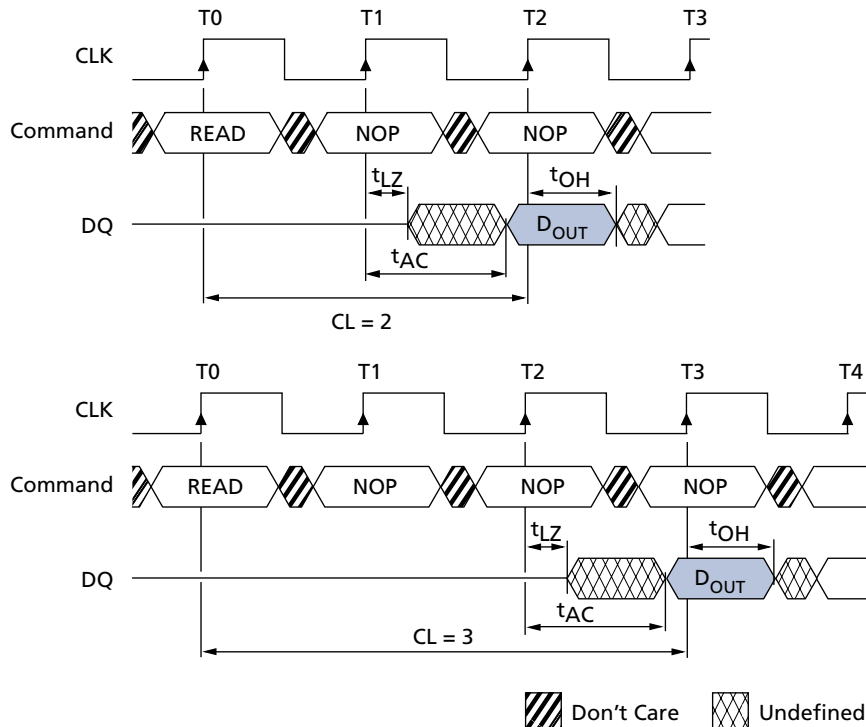 T0 T1 T2 T3
CLK
Command READ NOP NOP
tLZ tOH
DQ DOUT
tAC
CL = 2
T0 T1 T2 T3 T4
CLK
Command READ NOP NOP NOP
tLZ tOH
DQ DOUT
tAC
CL = 3
Don't Care Undefined